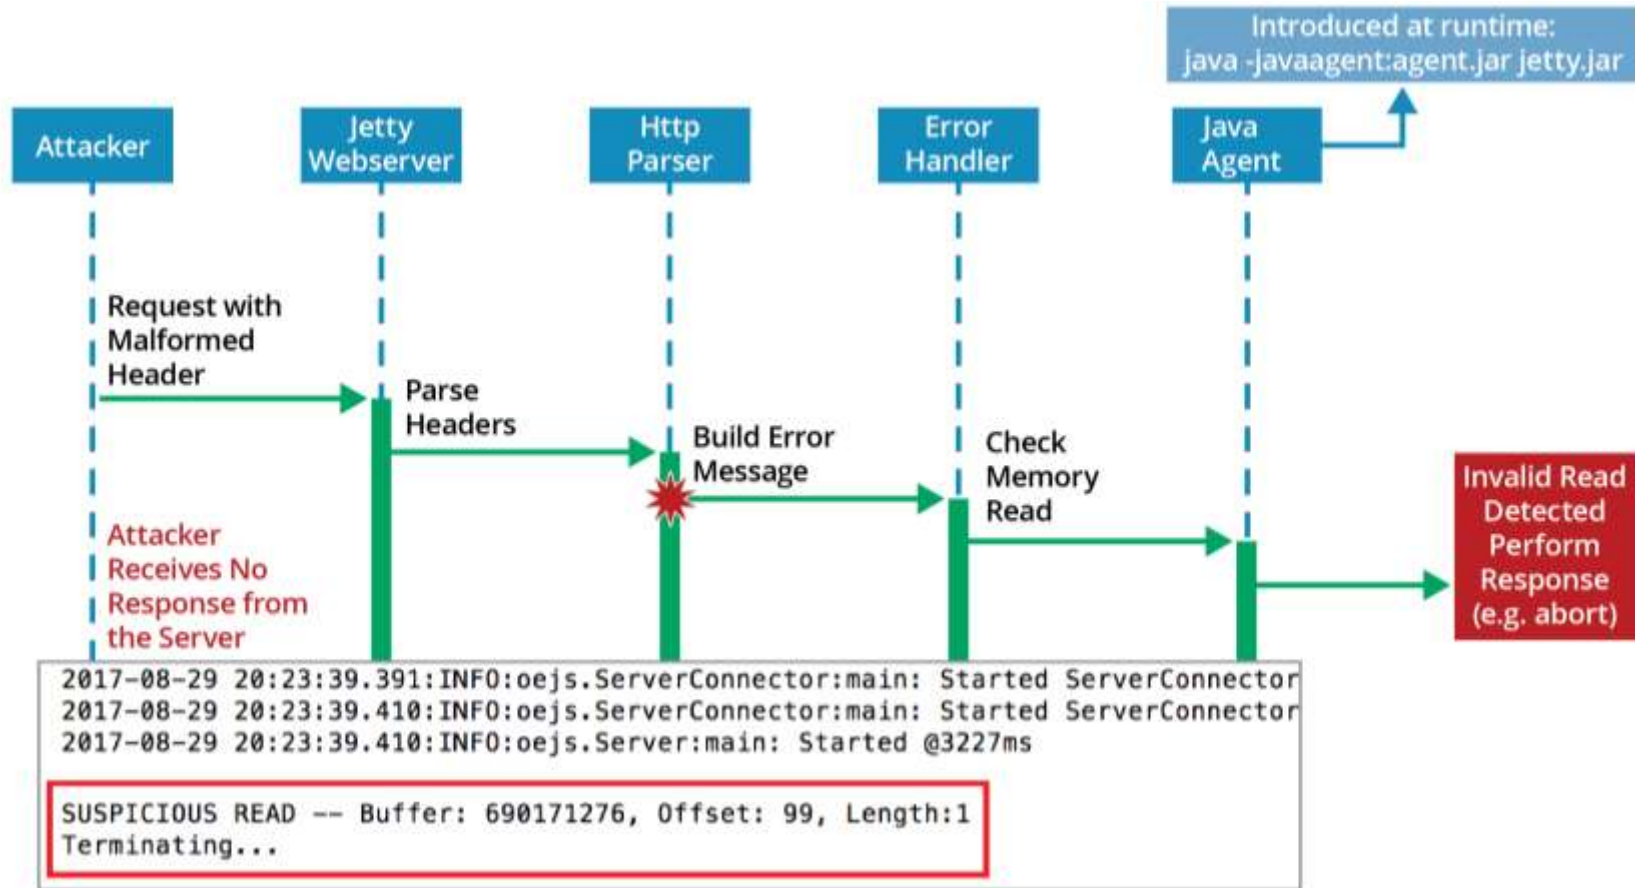 Introduced at runtime:
java -javaagent:agent.jar jetty.jar
Attacker
Jetty
Webserver
Http
Parser
Error
Handler
Java
Agent
Request with
Malformed
Header
Parse
Headers
Build Error
Message
Check
Memory
Read
Invalid Read
Detected
Perform
Response
(e.g. abort)
Attacker
Receives No
Response from
the Server
2017-08-29 20:23:39.391:INFO:oejs.ServerConnector:main: Started ServerConnector
2017-08-29 20:23:39.410:INFO:oejs.ServerConnector:main: Started ServerConnector
2017-08-29 20:23:39.410:INFO:oejs.Server:main: Started @3227ms
SUSPICIOUS READ -- Buffer: 690171276, Offset: 99, Length:1
Terminating...